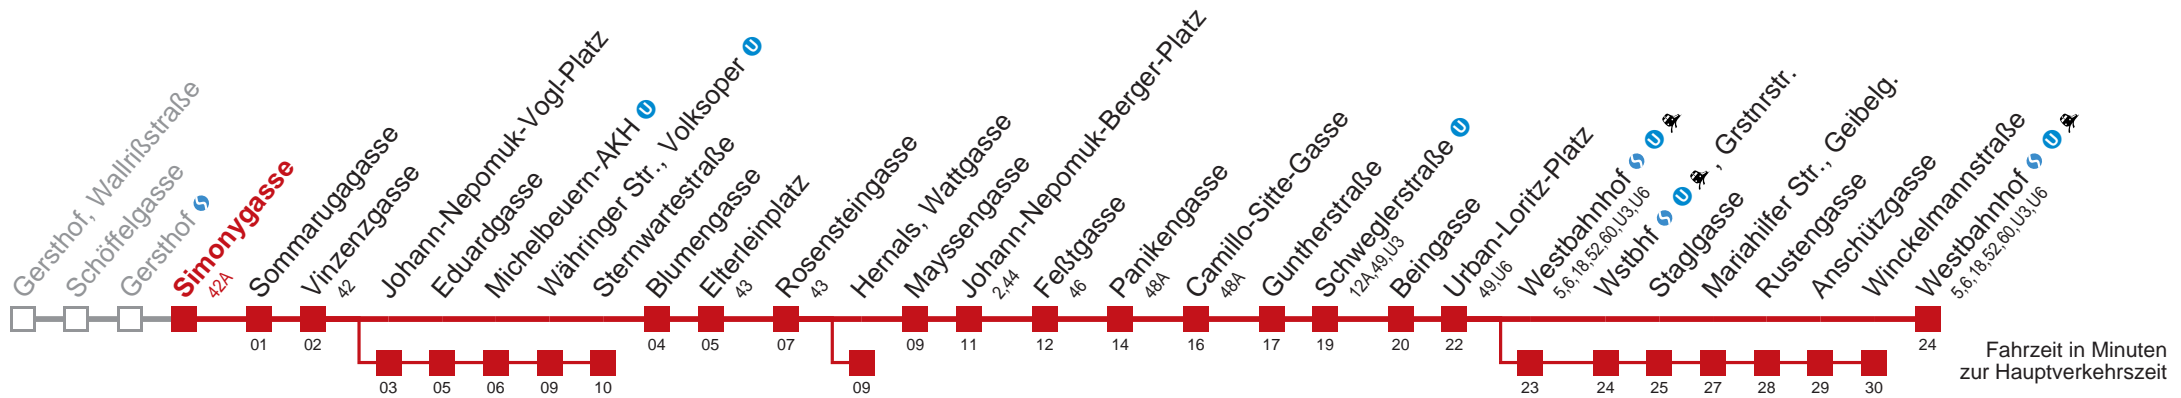 Gersthof, Wallrißstraße
Schöffelgasse
Gersthof
Simonygasse
42A
Sommarugagasse
Vinzenzgasse
42
Johann-Nepomuk-Vogl-Platz
Eduardgasse
Michelbeuern-AKH U
Währinger Str., Volksoper U
Sternwartestraße
Blumengasse
Elterleinplatz
43
Rosensteingasse
43
Hernals, Wattgasse
Mayssengasse
Johann-Nepomuk-Berger-Platz
2,44
Feßtgasse
46
Panikengasse
48A
Camillo-Sitte-Gasse
48A
Guntherstraße
Schweglerstraße U
12A,49,U3
Beingasse
Urban-Loritz-Platz
49,U6
Westbahnhof U
5,6,18,52,60,U3,U6
Wstbhf U , Grstnrstr.
Staglgasse
Mariahilfer Str., Geibelg.
Rustengasse
Anschützgasse
Winckelmannstraße
Westbahnhof U
5,6,18,52,60,U3,U6
01 02 04 05 07 09 11 12 14 16 17 19 20 22 24
03 05 06 09 10 09 23 24 25 27 28 29 30
Fahrzeit in Minuten
zur Hauptverkehrszeit